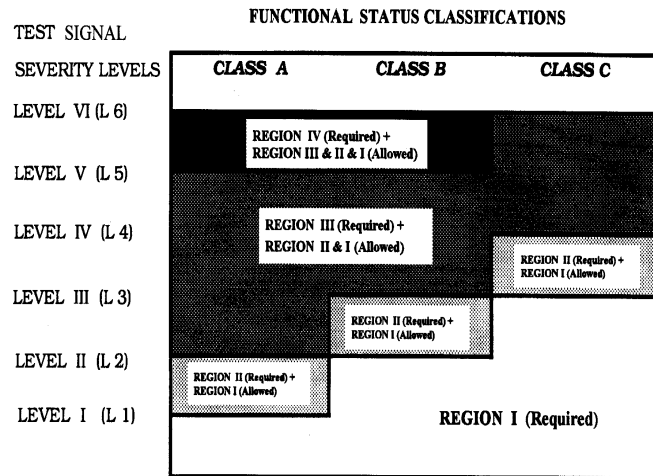 FUNCTIONAL STATUS CLASSIFICATIONS
TEST SIGNAL
SEVERITY LEVELS
CLASS A
CLASS B
CLASS C
LEVEL VI (L 6)
REGION IV (Required) +
REGION III & II & I (Allowed)
LEVEL V (L 5)
REGION III (Required) +
REGION II & I (Allowed)
LEVEL IV (L 4)
REGION II (Required) +
REGION I (Allowed)
LEVEL III (L 3)
REGION II (Required) +
REGION I (Allowed)
LEVEL II (L 2)
REGION II (Required) +
REGION I (Allowed)
LEVEL I (L 1)
REGION I (Required)